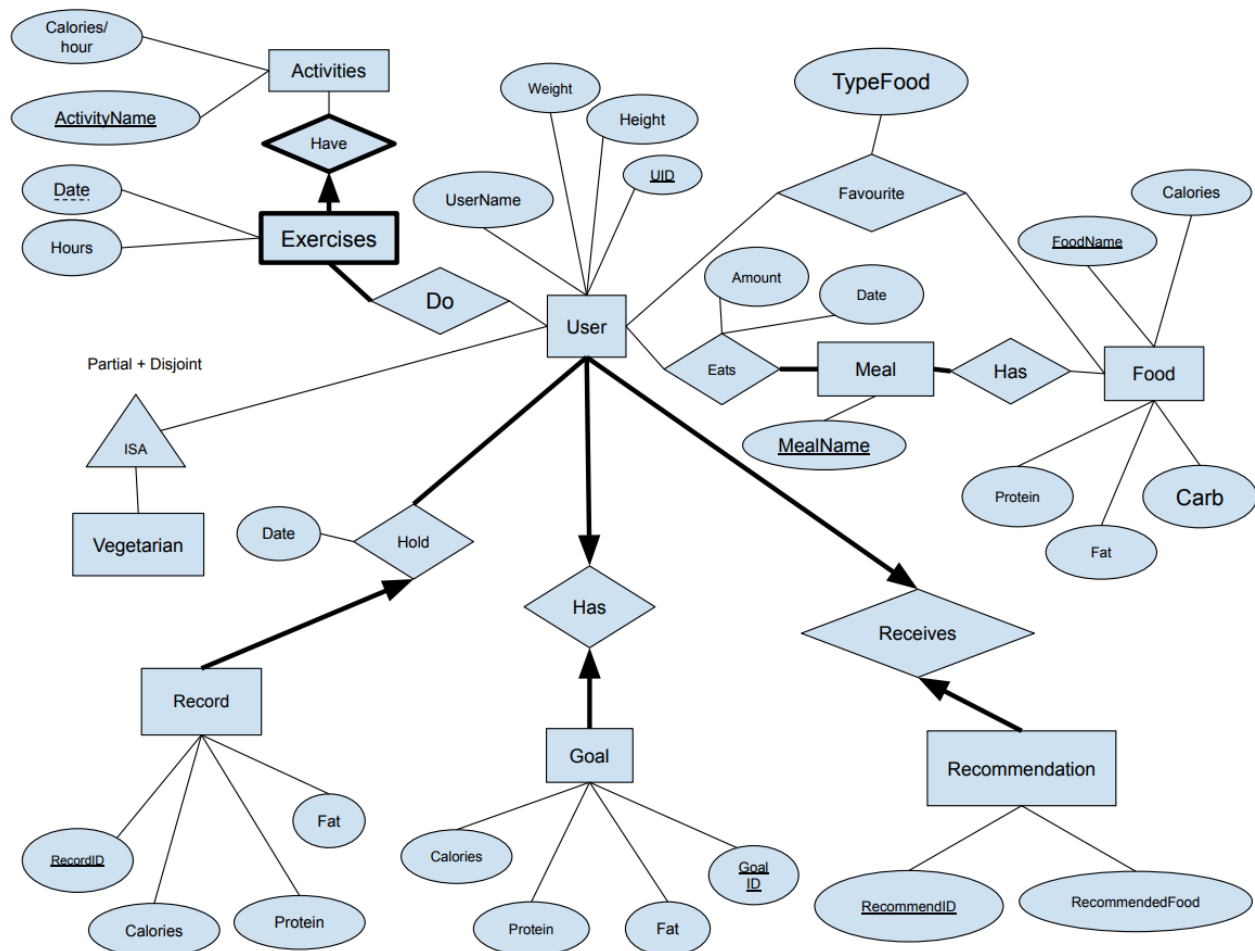 Calories/
hour
Activities
ActivityName
Have
Date
Hours
Exercises
Do
Weight
Height
UID
UserName
User
TypeFood
Favourite
Calories
FoodName
Amount
Date
Eats
Meal
Has
Food
MealName
Protein
Fat
Carb
Partial + Disjoint
ISA
Vegetarian
Date
Hold
Has
Receives
Record
Goal
Recommendation
RecordID
Calories
Protein
Fat
Calories
Protein
Fat
Goal
ID
RecommendID
RecommendedFood